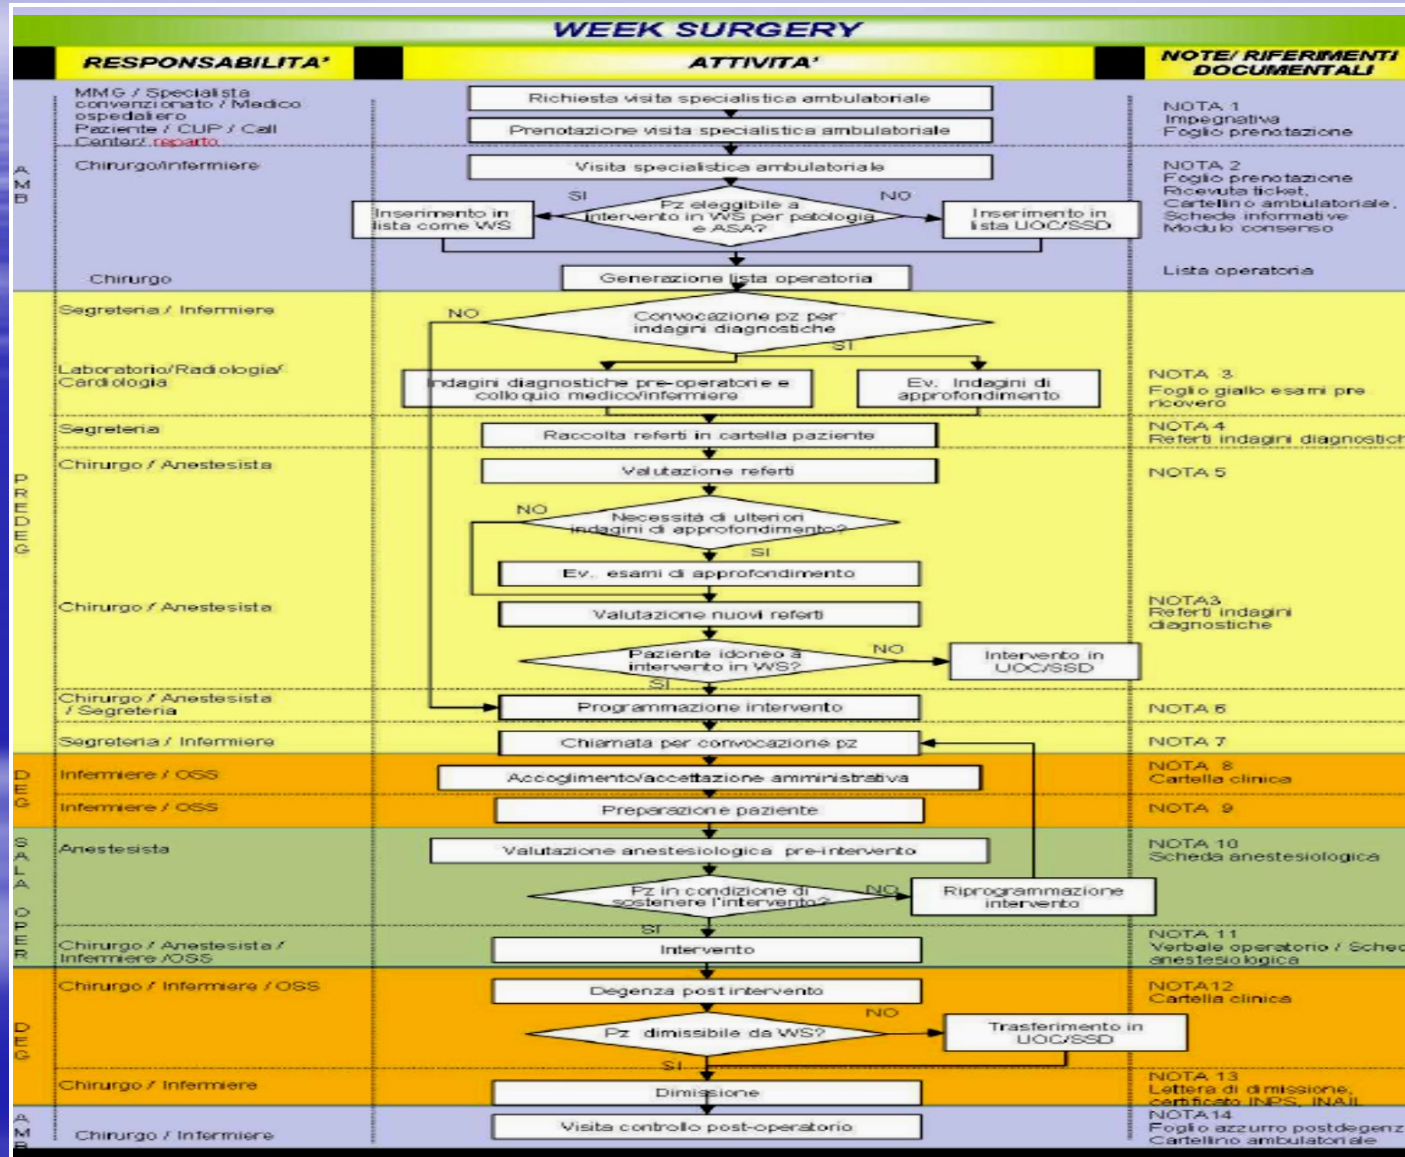 WEEK SURGERY
RESPONSABILITA'
ATTIVITA'
NOTE/ RIFERIMENTI
DOCUMENTALI
AMB
MMG / Specialista
convenzionato / Medico
ospedaliero
Paziente / CUP / Call
Center/ reparto
Richiesta visita specialistica ambulatoriale
Prenotazione visita specialistica ambulatoriale
NOTA 1
Impegnativa
Foglio prenotazione
Chirurgo/infermiere
Visita specialistica ambulatoriale
NOTA 2
Foglio prenotazione
Ricevuta ticket,
Cartellino ambulatoriale,
Schede informative
Modulo consenso
SI
Pz eleggibile a
intervento in WS per patologia
e ASA?
NO
Inserimento in
lista come WS
Inserimento in
lista UOC/SSD
Chirurgo
Generazione lista operatoria
Lista operatoria
PREDEG
Segreteria / Infermiere
NO
Convocazione pz per
indagini diagnostiche
SI
Laboratorio/Radiologia/
Cardiologia
Indagini diagnostiche pre-operatorie e
colloquio medico/infermiere
Ev. Indagini di
approfondimento
NOTA 3
Foglio giallo esami pre
ricovero
Segreteria
Raccolta referti in cartella paziente
NOTA 4
Referti indagini diagnostich
Chirurgo / Anestesista
Valutazione referti
NOTA 5
NO
Necessità di ulteriori
indagini di approfondimento?
SI
Ev. esami di approfondimento
Chirurgo / Anestesista
Valutazione nuovi referti
NOTA3
Referti indagini
diagnostiche
Paziente idoneo a
intervento in WS?
NO
Intervento in
UOC/SSD
SI
Chirurgo / Anestesista
/ Segreteria
Programmazione intervento
NOTA 6
Segreteria / Infermiere
Chiamata per convocazione pz
NOTA 7
DEG
Infermiere / OSS
Accoglimento/accettazione amministrativa
NOTA 8
Cartella clinica
Infermiere / OSS
Preparazione paziente
NOTA 9
SALA OPER
Anestesista
Valutazione anestesiologica pre-intervento
NOTA 10
Scheda anestesiologica
Pz in condizione di
sostenere l'intervento?
NO
Riprogrammazione
intervento
SI
Chirurgo / Anestesista /
Infermiere /OSS
Intervento
NOTA 11
Verbale operatorio / Sched
anestesiologica
DEG
Chirurgo / Infermiere / OSS
Degenza post intervento
NOTA12
Cartella clinica
NO
Pz dimissibile da WS?
Trasferimento in
UOC/SSD
SI
Chirurgo / Infermiere
Dimissione
NOTA 13
Lettera di dimissione,
certificato INPS, INAIL
AMB
Chirurgo / Infermiere
Visita controllo post-operatorio
NOTA14
Foglio azzurro postdegenz
Cartellino ambulatoriale